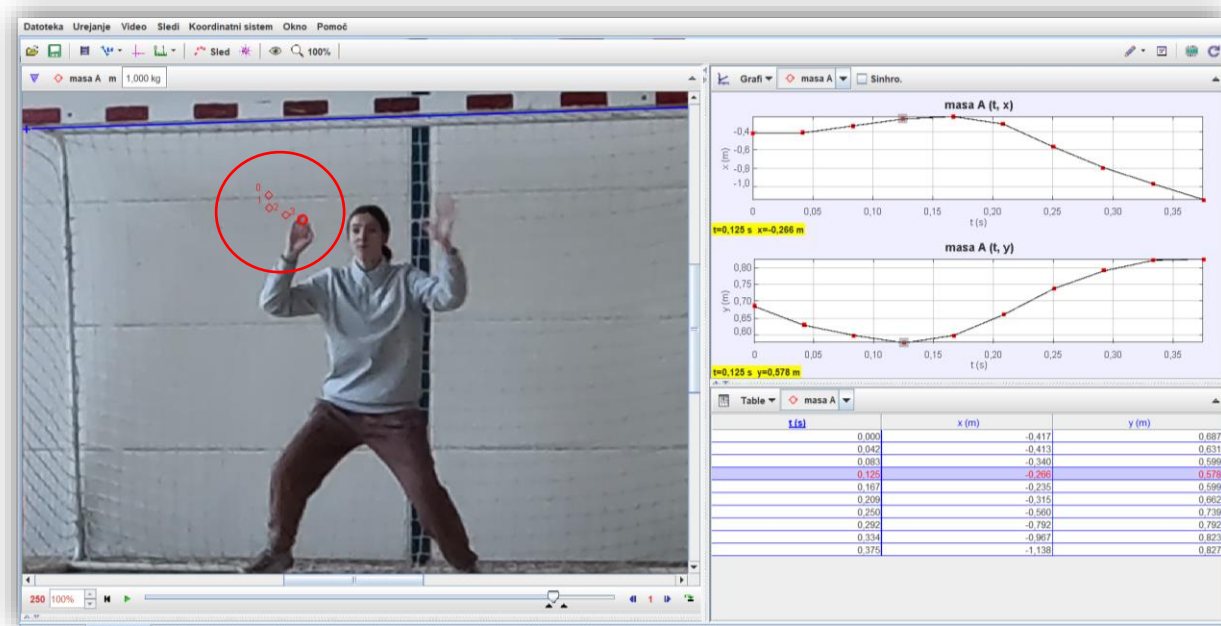 Datoteka Urejanje Video Sledi Koordinatni sistem Okno Pomoč
Sled 100%
masa A m 1,000 kg
0
1
2
3
250 100%
1
Grafi masa A Sinhro.
masa A (t, x)
x (m)
-0,4
-0,6
-0,8
-1,0
0 0,05 0,10 0,15 0,20 0,25 0,30 0,35
t (s)
t=0,125 s x=-0,266 m
masa A (t, y)
y (m)
0,80
0,75
0,70
0,65
0,60
0 0,05 0,10 0,15 0,20 0,25 0,30 0,35
t (s)
t=0,125 s y=0,578 m
Table masa A
t (s) x (m) y (m)
0,000 -0,417 0,687
0,042 -0,413 0,631
0,083 -0,340 0,599
0,125 -0,266 0,578
0,167 -0,235 0,599
0,209 -0,315 0,662
0,250 -0,560 0,739
0,292 -0,792 0,792
0,334 -0,967 0,823
0,375 -1,138 0,827